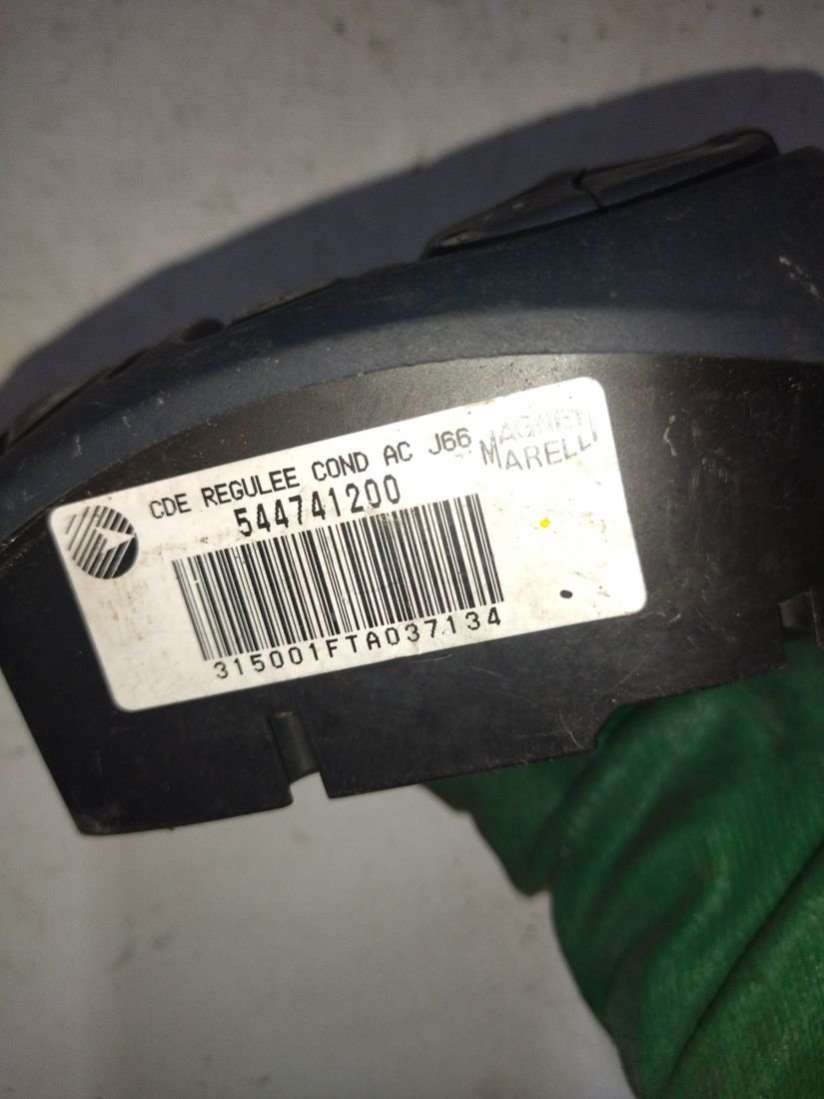 CDE REGULEE COND AC J66
MAGNETI
MARELLI
544741200
315001FTA037134